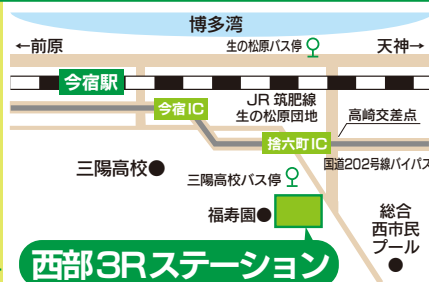 博多湾
←前原
生の松原バス停
天神→
今宿駅
今宿IC
JR 筑肥線
生の松原団地
高崎交差点
捨六町IC
国道202号線バイパス
三陽高校●
三陽高校バス停
福寿園●
総合
西市民
プール
●
西部3Rステーション